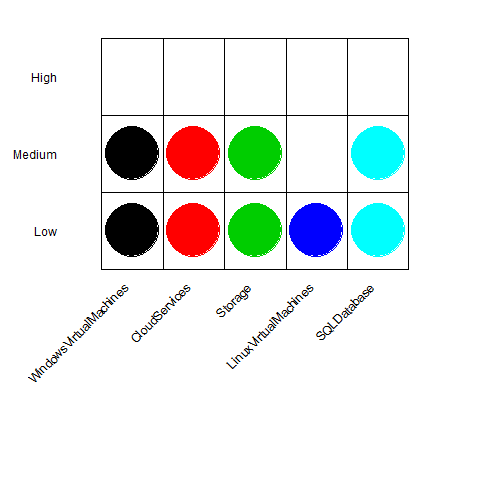 High
Medium
Low
WindowsVirtualMachines
CloudServices
Storage
LinuxVirtualMachines
SQLDatabase